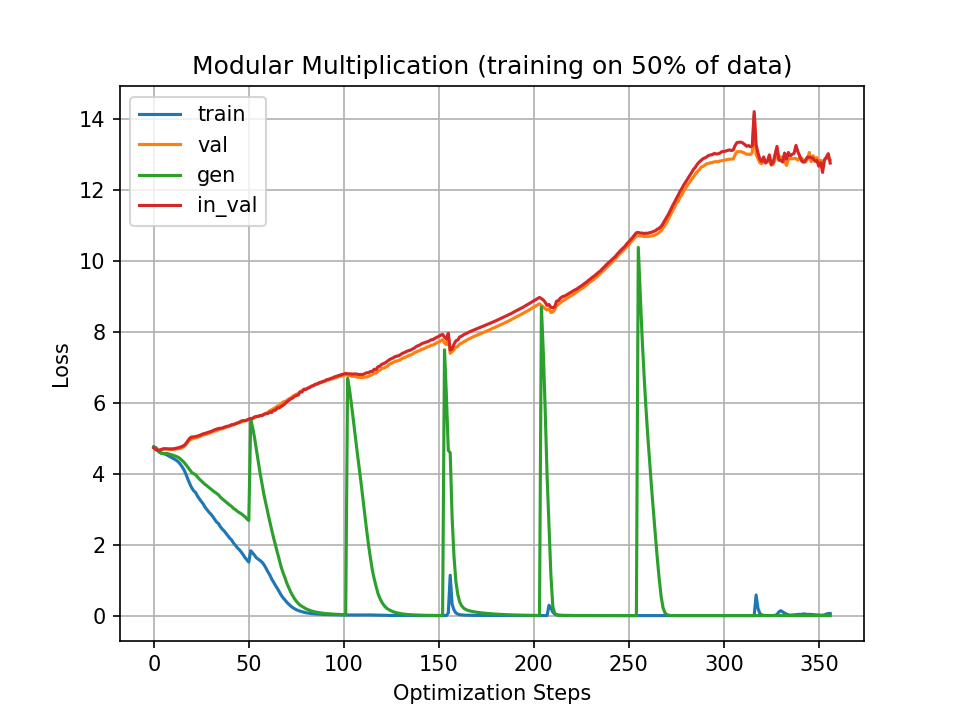 Modular Multiplication (training on 50% of data)
train
val
gen
in_val
14
12
10
8
6
4
2
0
Loss
0 50 100 150 200 250 300 350
Optimization Steps